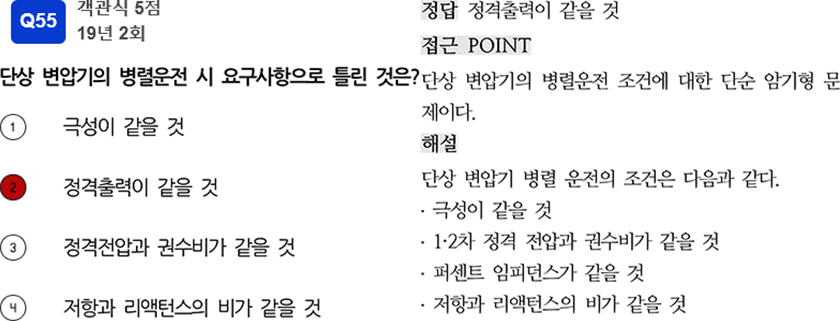 Q55
객관식 5점
19년 2회
단상 변압기의 병렬운전 시 요구사항으로 틀린 것은?
1 극성이 같을 것
2 정격출력이 같을 것
3 정격전압과 권수비가 같을 것
4 저항과 리액턴스의 비가 같을 것
정답 정격출력이 같을 것
접근 POINT
단상 변압기의 병렬운전 조건에 대한 단순 암기형 문
제이다.
해설
단상 변압기 병렬 운전의 조건은 다음과 같다.
· 극성이 같을 것
· 1·2차 정격 전압과 권수비가 같을 것
· 퍼센트 임피던스가 같을 것
· 저항과 리액턴스의 비가 같을 것